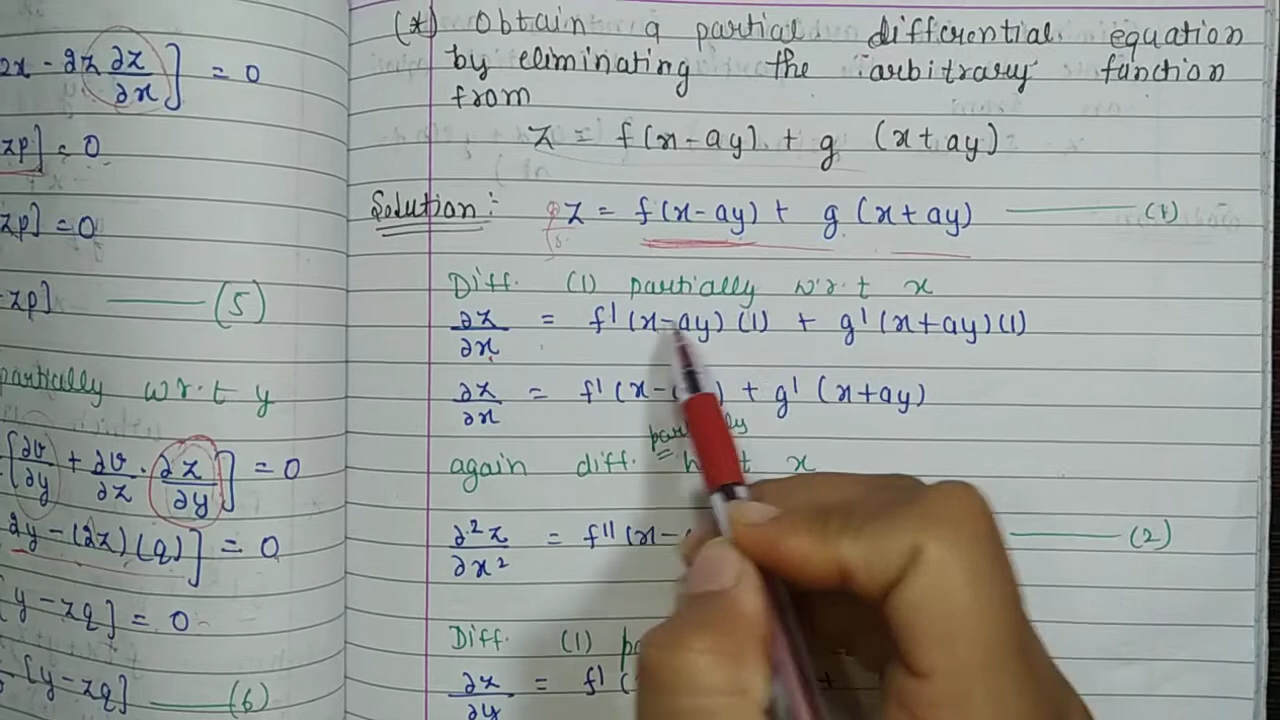 2x - 2z ∂z/∂x] = 0
zp] = 0
zp] = 0
zp] —— (5)
partially w.r.t y
[∂v/∂y + ∂v/∂z · ∂z/∂y] = 0
2y - (2z)(q)] = 0
[y - zq] = 0
[y - zq] —— (6)
(*) Obtain a partial differential equation
by eliminating the arbitrary function
from
z = f(x-ay) + g (x+ay)
Solution:- z = f(x-ay) + g (x+ay) —— (1)
Diff. (1) partially w.r.t x
∂z/∂x = f'(x-ay)(1) + g'(x+ay)(1)
∂z/∂x = f'(x- ) + g'(x+ay)
again diff. x
∂²z/∂x² = f''(x- —— (2)
Diff. (1)
∂z/∂y = f'( +